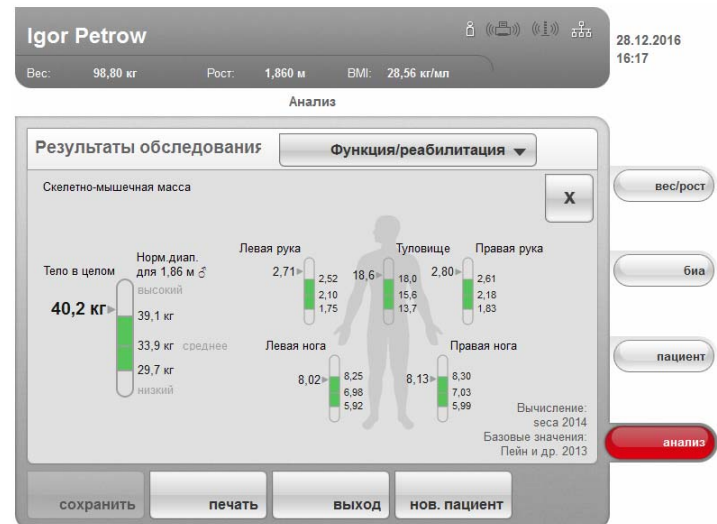 Igor Petrow
28.12.2016
16:17
Вес: 98,80 кг Рост: 1,860 м BMI: 28,56 кг/мл
Анализ
Результаты обследования Функция/реабилитация
Скелетно-мышечная масса
X
вес/рост
биа
пациент
анализ
Тело в целом
Норм.диап.
для 1,86 м ♂
40,2 кг
высокий
39,1 кг
33,9 кг среднее
29,7 кг
низкий
Левая рука
2,71
2,52
2,10
1,75
Туловище
18,6
18,0
15,6
13,7
Правая рука
2,80
2,61
2,18
1,83
Левая нога
8,02
8,25
6,98
5,92
Правая нога
8,13
8,30
7,03
5,99
Вычисление:
seca 2014
Базовые значения:
Пейн и др. 2013
сохранить печать выход нов. пациент